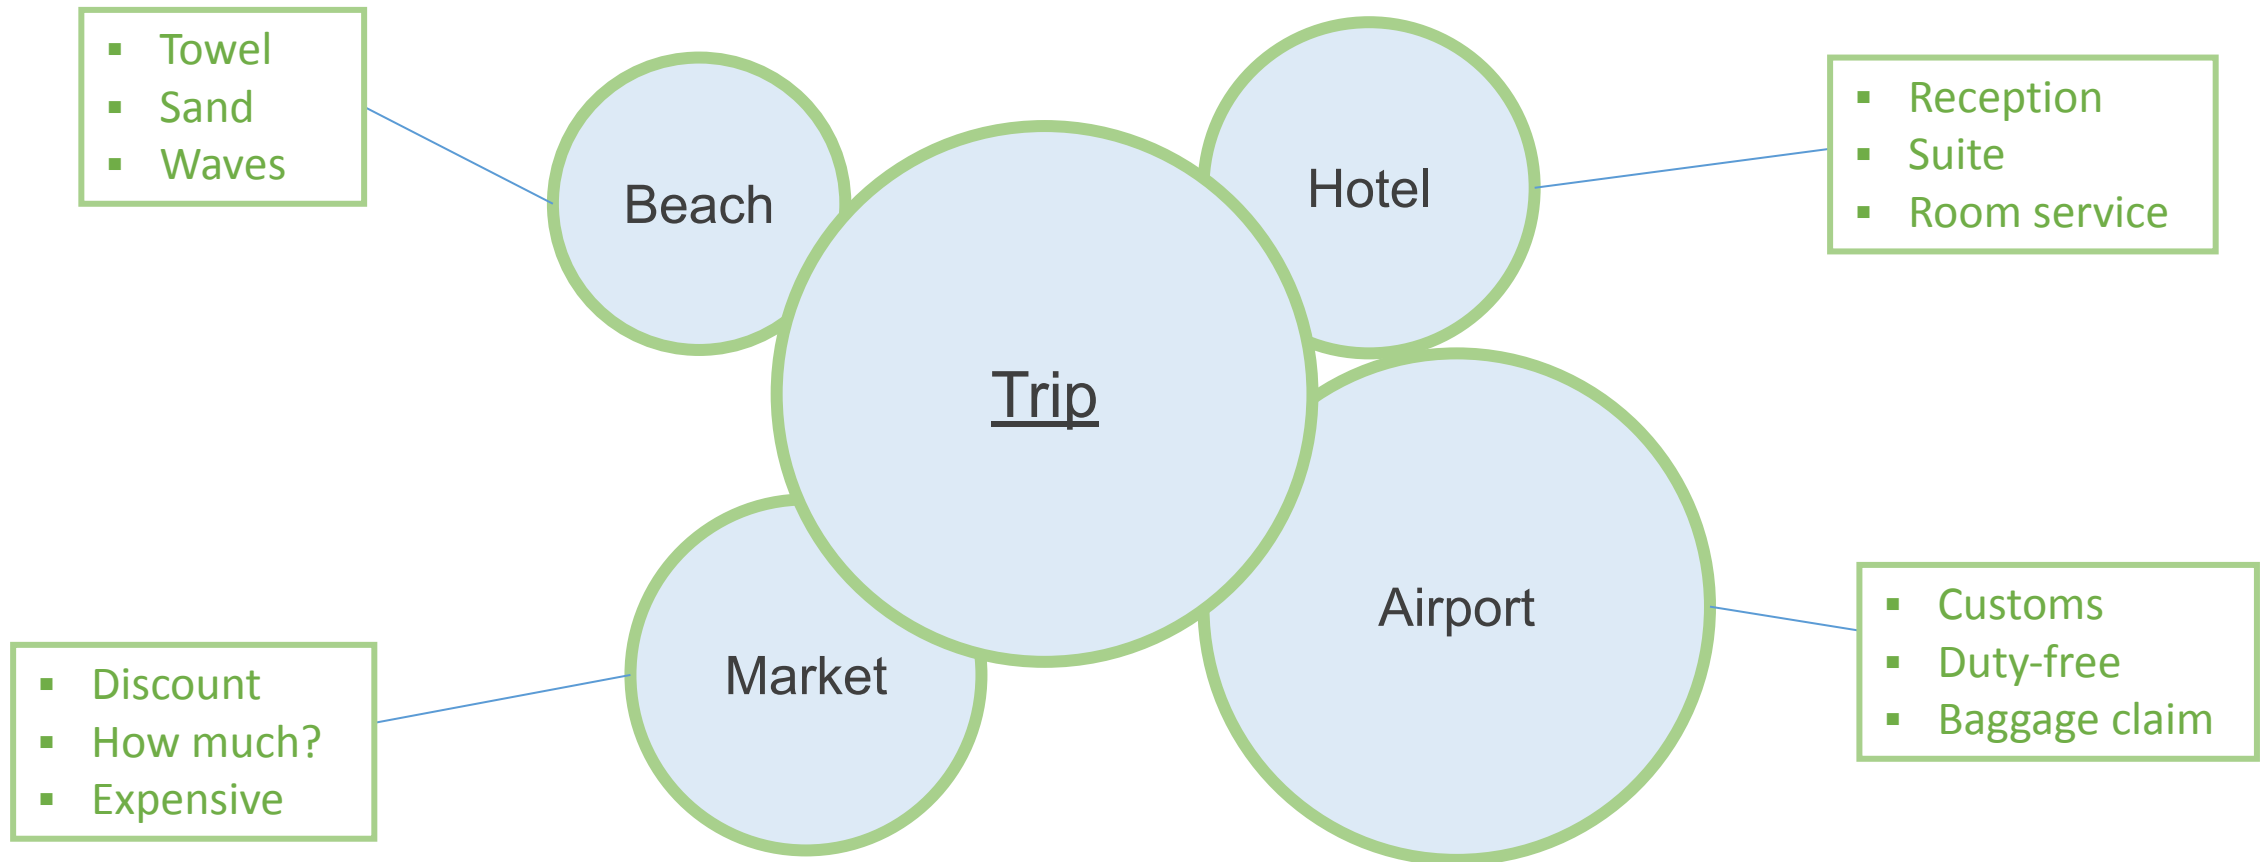 ▪ Towel
▪ Sand
▪ Waves
Beach
Hotel
▪ Reception
▪ Suite
▪ Room service
Trip
Market
▪ Discount
▪ How much?
▪ Expensive
Airport
▪ Customs
▪ Duty-free
▪ Baggage claim